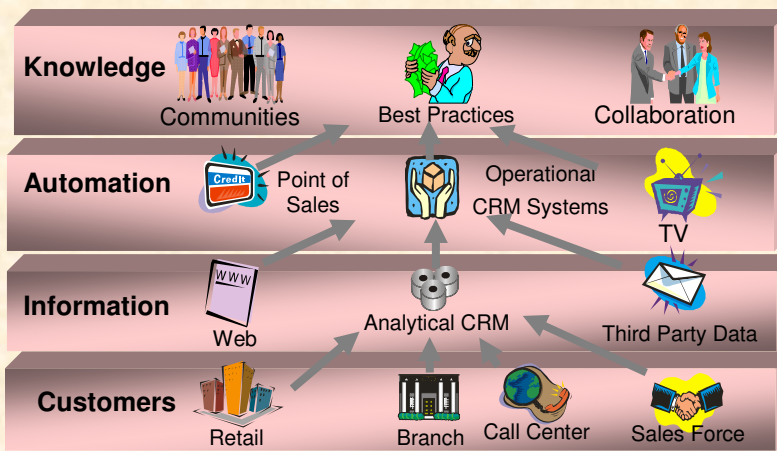 Knowledge
Communities
Best Practices
Collaboration
Automation
Credit
Point of
Sales
Operational
CRM Systems
TV
Information
WWW
Web
Analytical CRM
Third Party Data
Customers
Retail
Branch
Call Center
Sales Force